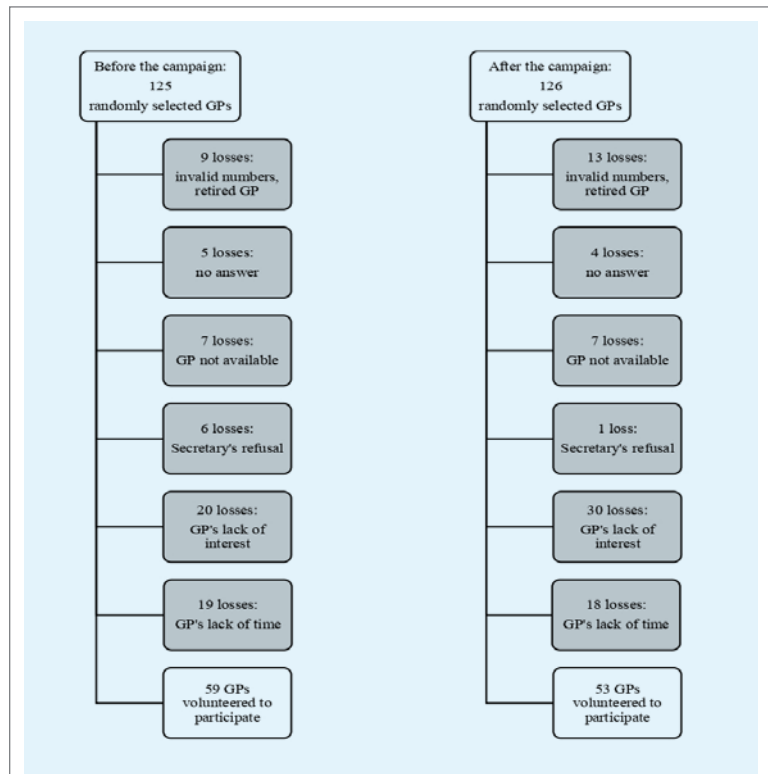 Before the campaign:
125
randomly selected GPs
9 losses:
invalid numbers,
retired GP
5 losses:
no answer
7 losses:
GP not available
6 losses:
Secretary's refusal
20 losses:
GP's lack of
interest
19 losses:
GP's lack of time
59 GPs
volunteered to
participate
After the campaign:
126
randomly selected GPs
13 losses:
invalid numbers,
retired GP
4 losses:
no answer
7 losses:
GP not available
1 loss:
Secretary's refusal
30 losses:
GP's lack of
interest
18 losses:
GP's lack of time
53 GPs
volunteered to
participate